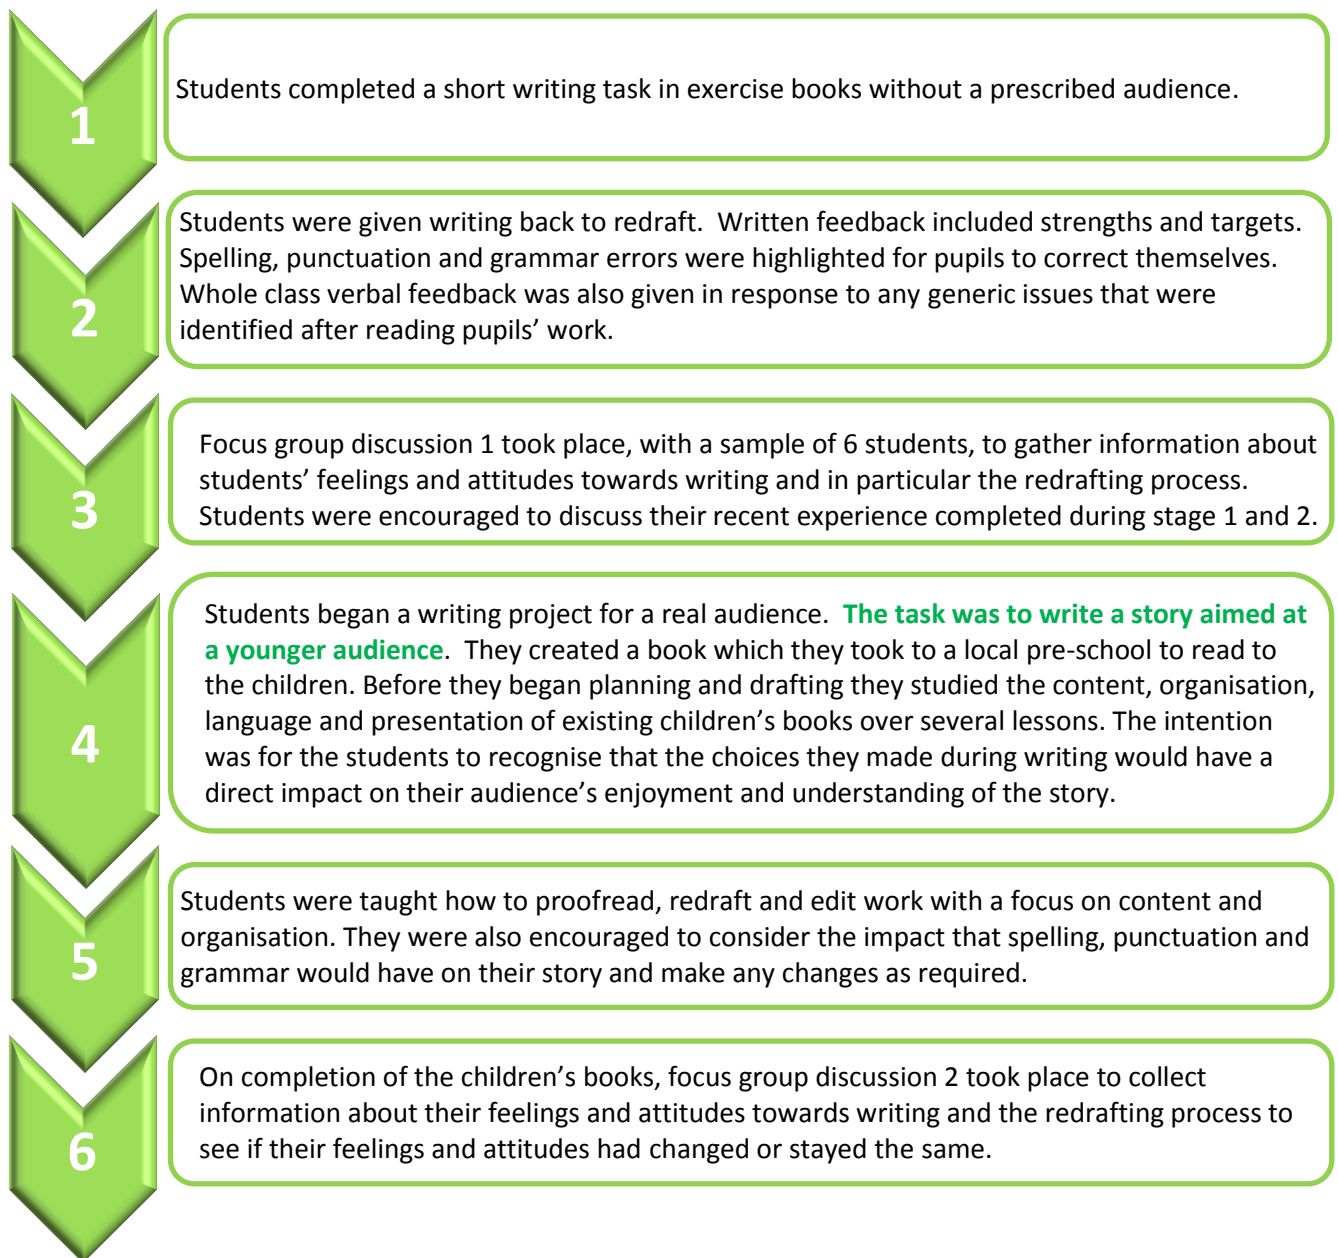 1
Students completed a short writing task in exercise books without a prescribed audience.
2
Students were given writing back to redraft.  Written feedback included strengths and targets.
Spelling, punctuation and grammar errors were highlighted for pupils to correct themselves.
Whole class verbal feedback was also given in response to any generic issues that were
identified after reading pupils’ work.
3
Focus group discussion 1 took place, with a sample of 6 students, to gather information about
students’ feelings and attitudes towards writing and in particular the redrafting process.
Students were encouraged to discuss their recent experience completed during stage 1 and 2.
4
Students began a writing project for a real audience.  The task was to write a story aimed at
a younger audience.  They created a book which they took to a local pre-school to read to
the children. Before they began planning and drafting they studied the content, organisation,
language and presentation of existing children’s books over several lessons. The intention
was for the students to recognise that the choices they made during writing would have a
direct impact on their audience’s enjoyment and understanding of the story.
5
Students were taught how to proofread, redraft and edit work with a focus on content and
organisation. They were also encouraged to consider the impact that spelling, punctuation and
grammar would have on their story and make any changes as required.
6
On completion of the children’s books, focus group discussion 2 took place to collect
information about their feelings and attitudes towards writing and the redrafting process to
see if their feelings and attitudes had changed or stayed the same.